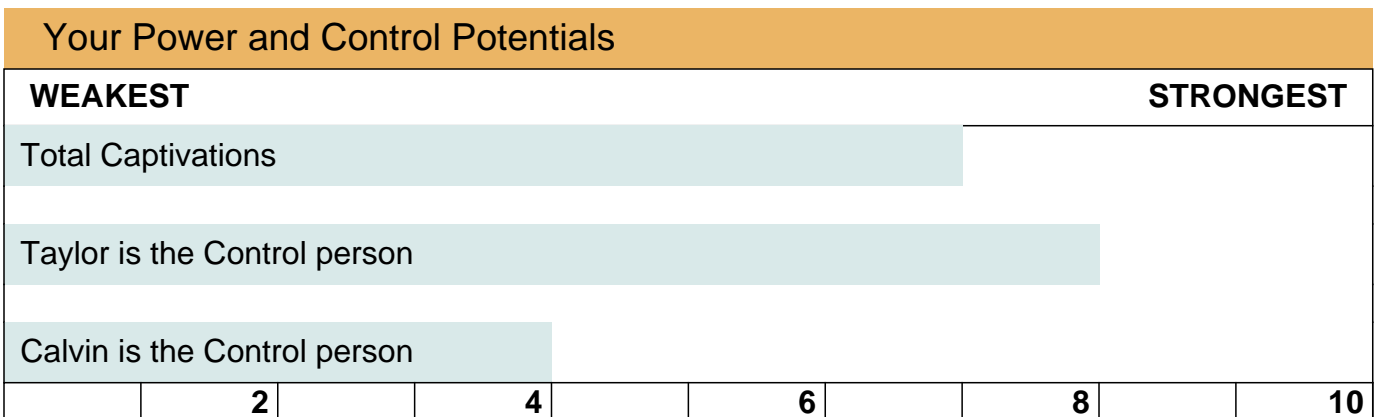 Your Power and Control Potentials
WEAKEST STRONGEST
Total Captivations
Taylor is the Control person
Calvin is the Control person
2 4 6 8 10